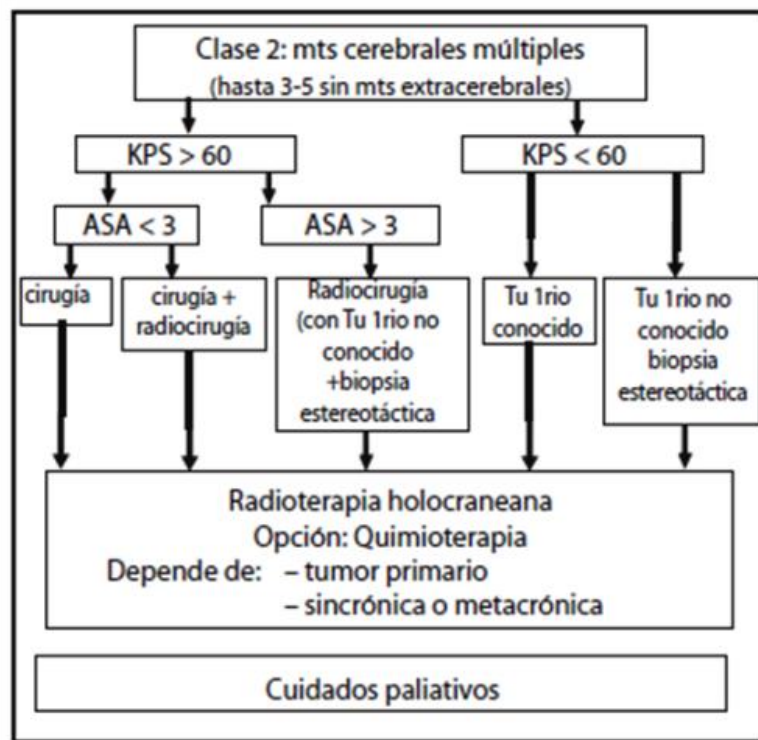 Clase 2: mts cerebrales múltiples
(hasta 3-5 sin mts extracerebrales)
KPS > 60
KPS < 60
ASA < 3
ASA > 3
cirugía
cirugía +
radiocirugía
Radiocirugía
(con Tu 1rio no
conocido
+biopsia
estereotáctica
Tu 1rio
conocido
Tu 1rio no
conocido
biopsia
estereotáctica
Radioterapia holocraneana
Opción: Quimioterapia
Depende de: – tumor primario
– sincrónica o metacrónica
Cuidados paliativos